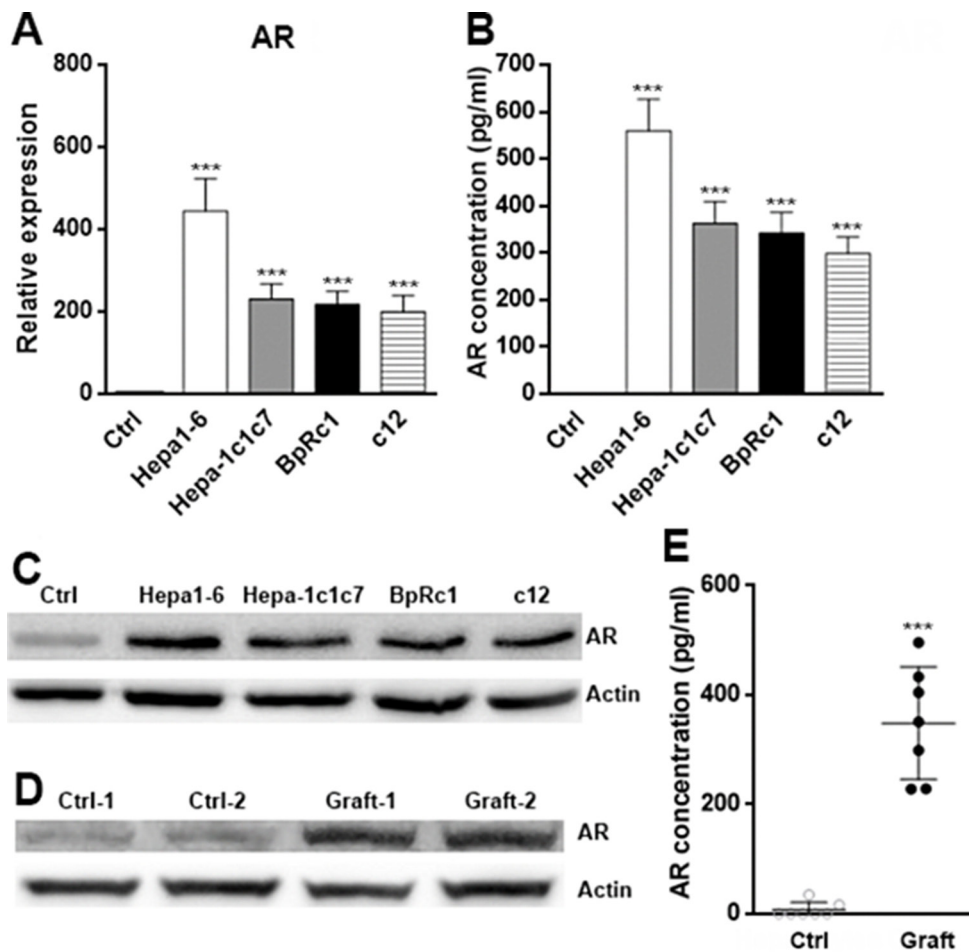 A
AR
Relative expression
800
600
400
200
0
***
***
***
***
Ctrl
Hepa1-6
Hepa-1c1c7
BpRc1
c12
B
AR concentration (pg/ml)
700
600
500
400
300
200
100
0
***
***
***
***
Ctrl
Hepa1-6
Hepa-1c1c7
BpRc1
c12
C
Ctrl Hepa1-6 Hepa-1c1c7 BpRc1 c12
AR
Actin
D
Ctrl-1 Ctrl-2 Graft-1 Graft-2
AR
Actin
E
AR concentration (pg/ml)
600
400
200
0
***
Ctrl Graft